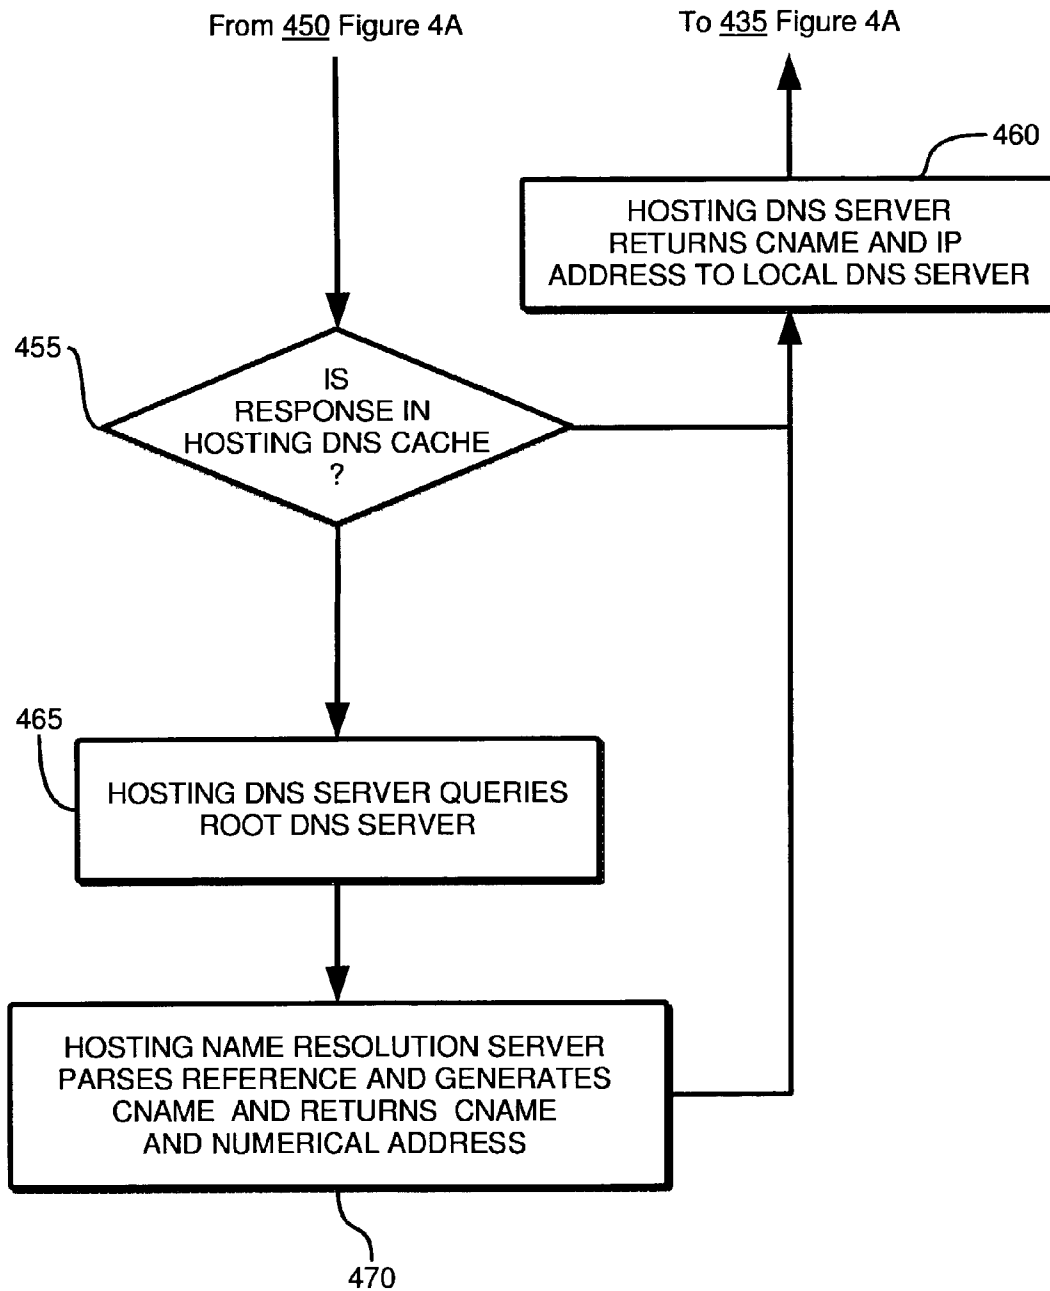 From 450 Figure 4A
To 435 Figure 4A
460
HOSTING DNS SERVER
RETURNS CNAME AND IP
ADDRESS TO LOCAL DNS SERVER
455
IS
RESPONSE IN
HOSTING DNS CACHE
?
465
HOSTING DNS SERVER QUERIES
ROOT DNS SERVER
HOSTING NAME RESOLUTION SERVER
PARSES REFERENCE AND GENERATES
CNAME AND RETURNS CNAME
AND NUMERICAL ADDRESS
470